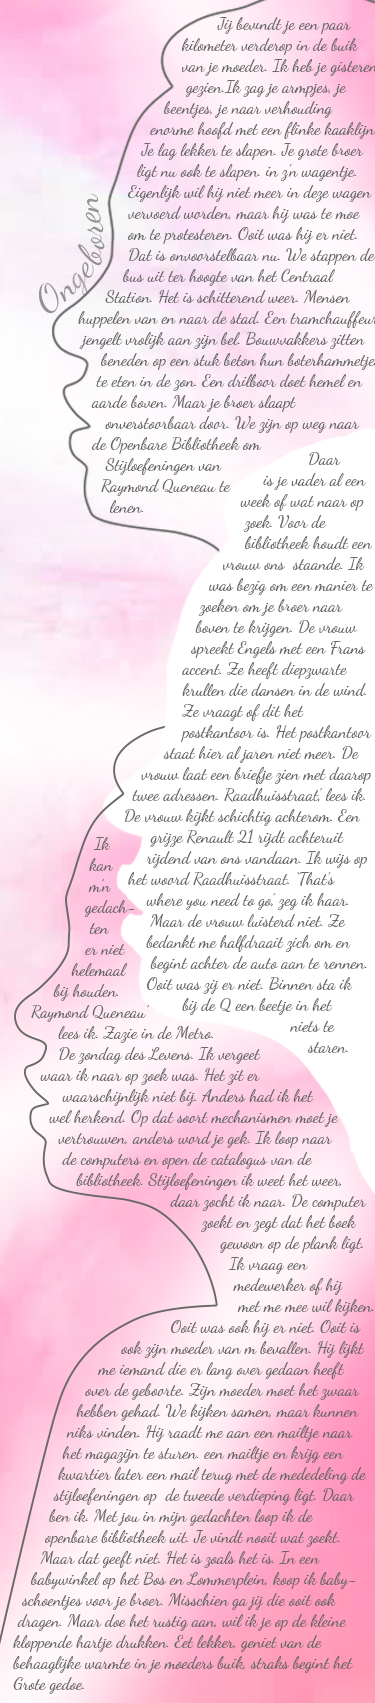 Ongeboren
Jij bevindt je een paar
kilometer verderop in de buik
van je moeder. Ik heb je gisteren
gezien.Ik zag je armpjes, je
beentjes, je naar verhouding
enorme hoofd met een flinke kaaklijn.
Je lag lekker te slapen. Je grote broer
ligt nu ook te slapen. in z'n wagentje.
Eigenlijk wil hij niet meer in deze wagen
vervoerd worden, maar hij was te moe
om te protesteren. Ooit was hij er niet.
Dat is onvoorstelbaar nu. We stappen de
bus uit ter hoogte van het Centraal
Station. Het is schitterend weer. Mensen
huppelen van en naar de stad. Een tramchauffeur
jengelt vrolijk aan zijn bel. Bouwvakkers zitten
beneden op een stuk beton hun boterhammetjes
te eten in de zon. Een drilboor doet hemel en
aarde boven. Maar je broer slaapt
onverstoorbaar door. We zijn op weg naar
de Openbare Bibliotheek om
Stijloefeningen van
Raymond Queneau te
lenen.
Daar
is je vader al een
week of wat naar op
zoek. Voor de
bibliotheek houdt een
vrouw ons staande. Ik
was bezig om een manier te
zoeken om je broer naar
boven te krijgen. De vrouw
spreekt Engels met een Frans
accent. Ze heeft diepzwarte
krullen die dansen in de wind.
Ze vraagt of dit het
postkantoor is. Het postkantoor
staat hier al jaren niet meer. De
vrouw laat een briefje zien met daarop
twee adressen. Raadhuisstraat', lees ik.
De vrouw kijkt schichtig achterom. Een
grijze Renault 21 rijdt achteruit
rijdend van ons vandaan. Ik wijs op
het woord Raadhuisstraat. 'That's
where you need to go,' zeg ik haar.
Maar de vrouw luisterd niet. Ze
bedankt me halfdraait zich om en
begint achter de auto aan te rennen.
Ooit was zij er niet. Binnen sta ik
bij de Q een beetje in het
niets te
staren.
Ik
kan
m'n
gedach-
ten
er niet
helemaal
bij houden.
Raymond Queneau'
lees ik. Zazie in de Metro.
De zondag des Levens. Ik vergeet
waar ik naar op zoek was. Het zit er
waarschijnlijk niet bij. Anders had ik het
wel herkend. Op dat soort mechanismen moet je
vertrouwen, anders word je gek. Ik loop naar
de computers en open de catalogus van de
bibliotheek. Stijloefeningen ik weet het weer,
daar zocht ik naar. De computer
zoekt en zegt dat het boek
gewoon op de plank ligt.
Ik vraag een
medewerker of hij
met me mee wil kijken.
Ooit was ook hij er niet. Ooit is
ook zijn moeder van m bevallen. Hij lijkt
me iemand die er lang over gedaan heeft
over de geboorte. Zijn moeder moet het zwaar
hebben gehad. We kijken samen, maar kunnen
niks vinden. Hij raadt me aan een mailtje naar
het magazijn te sturen. een mailtje en krijg een
kwartier later een mail terug met de mededeling de
stijloefeningen op de tweede verdieping ligt. Daar
ben ik. Met jou in mijn gedachten loop ik de
openbare bibliotheek uit. Je vindt nooit wat zoekt.
Maar dat geeft niet. Het is zoals het is. In een
babywinkel op het Bos en Lommerplein, koop ik baby-
schoentjes voor je broer. Misschien ga jij die ooit ook
dragen. Maar doe het rustig aan, wil ik je op de kleine
kloppende hartje drukken. Eet lekker, geniet van de
behaaglijke warmte in je moeders buik, straks begint het
Grote gedoe.